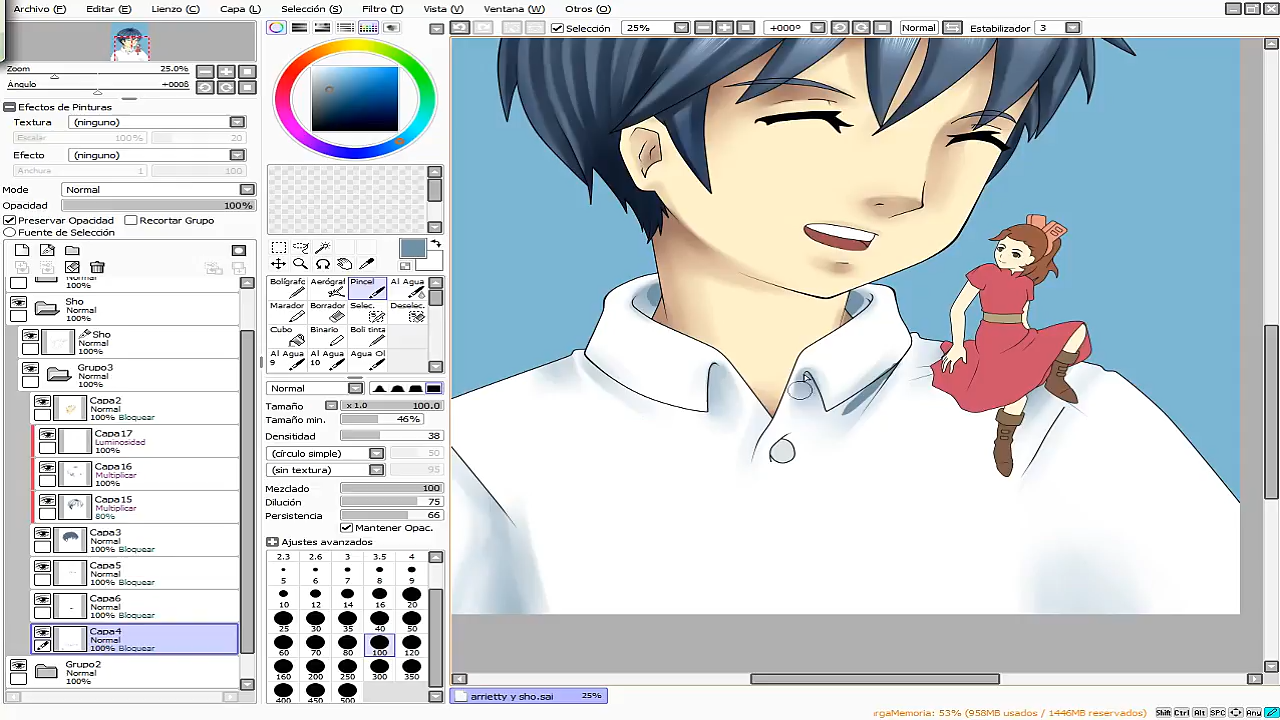 Archivo (F) Editar (E) Lienzo (C) Capa (L) Selección (S) Filtro (T) Vista (V) Ventana (W) Otros (O)
Selección 25% +000° Normal Estabilizador 3
Zoom 25.0%
Ángulo +0008
Efectos de Pinturas
Textura (ninguno)
Escalar 100% 20
Efecto (ninguno)
Anchura 1 100%
Modo Normal
Opacidad 100%
Preservar Opacidad Recortar Grupo
Fuente de Selección
Normal
100%
Sho
Normal
100%
Sho
Normal
100%
Grupo3
Normal
100%
Capa2
Normal
100% Bloquear
Capa17
Luminosidad
100%
Capa16
Multiplicar
100%
Capa15
Multiplicar
80%
Capa3
Normal
100% Bloquear
Capa5
Normal
100% Bloquear
Capa6
Normal
100% Bloquear
Capa4
Normal
100% Bloquear
Grupo2
Normal
100%
Bolígrafo Aerógraf Pincel Al Agua
Marador Borrador Selec. Deselec.
Cubo Binario Boli tinta
Al Agua 9 Al Agua 10 Agua Ol
Normal
Tamaño x 1.0 100.0
Tamaño min. 46%
Densitidad 38
(círculo simple) 50
(sin textura) 95
Mezclado 100
Dilución 75
Persistencia 66
Mantener Opac.
Ajustes avanzados
2.3 2.6 3 3.5 4
5 6 7 8 9
10 12 14 16 20
25 30 35 40 50
60 70 80 100 120
160 200 250 300 350
400 450 500
arrietty y sho.sai 25%
rgaMemoria: 53% (958MB usados / 1446MB reservados) Shift Ctrl Alt SPC Any